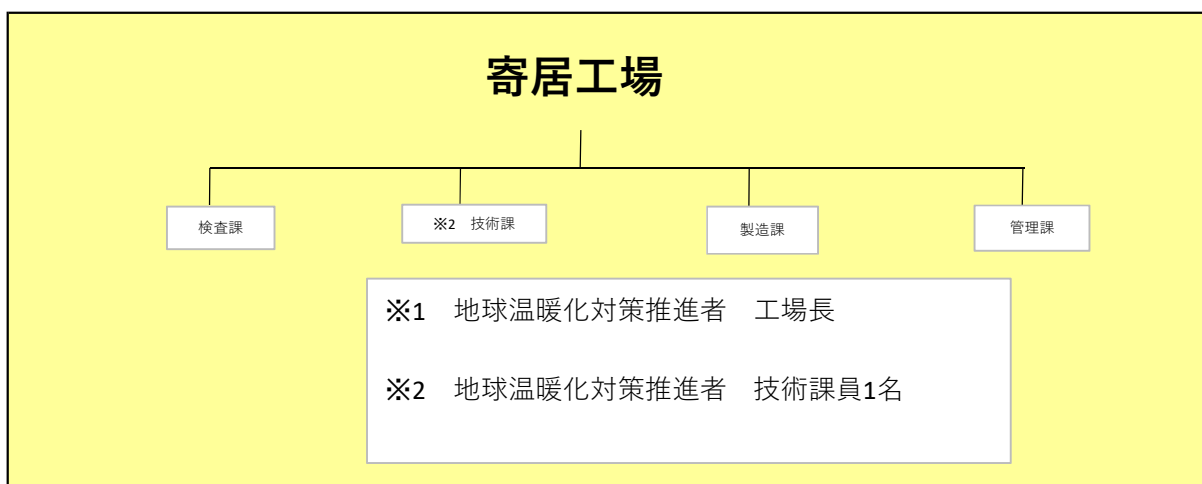 寄居工場
検査課
※2　技術課
製造課
管理課
※1　地球温暖化対策推進者　工場長
※2　地球温暖化対策推進者　技術課員1名